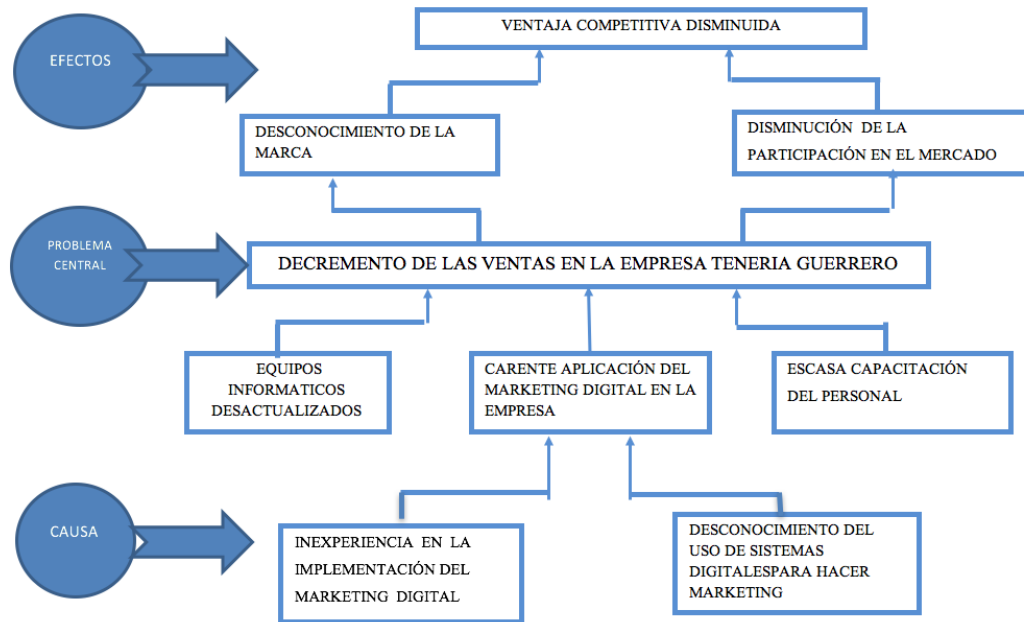 EFECTOS
VENTAJA COMPETITIVA DISMINUIDA
DESCONOCIMIENTO DE LA
MARCA
DISMINUCIÓN DE LA
PARTICIPACIÓN EN EL MERCADO
PROBLEMA
CENTRAL
DECREMENTO DE LAS VENTAS EN LA EMPRESA TENERIA GUERRERO
EQUIPOS
INFORMATICOS
DESACTUALIZADOS
CARENTE APLICACIÓN DEL
MARKETING DIGITAL EN LA
EMPRESA
ESCASA CAPACITACIÓN
DEL PERSONAL
CAUSA
INEXPERIENCIA EN LA
IMPLEMENTACIÓN DEL
MARKETING DIGITAL
DESCONOCIMIENTO DEL
USO DE SISTEMAS
DIGITALESPARA HACER
MARKETING